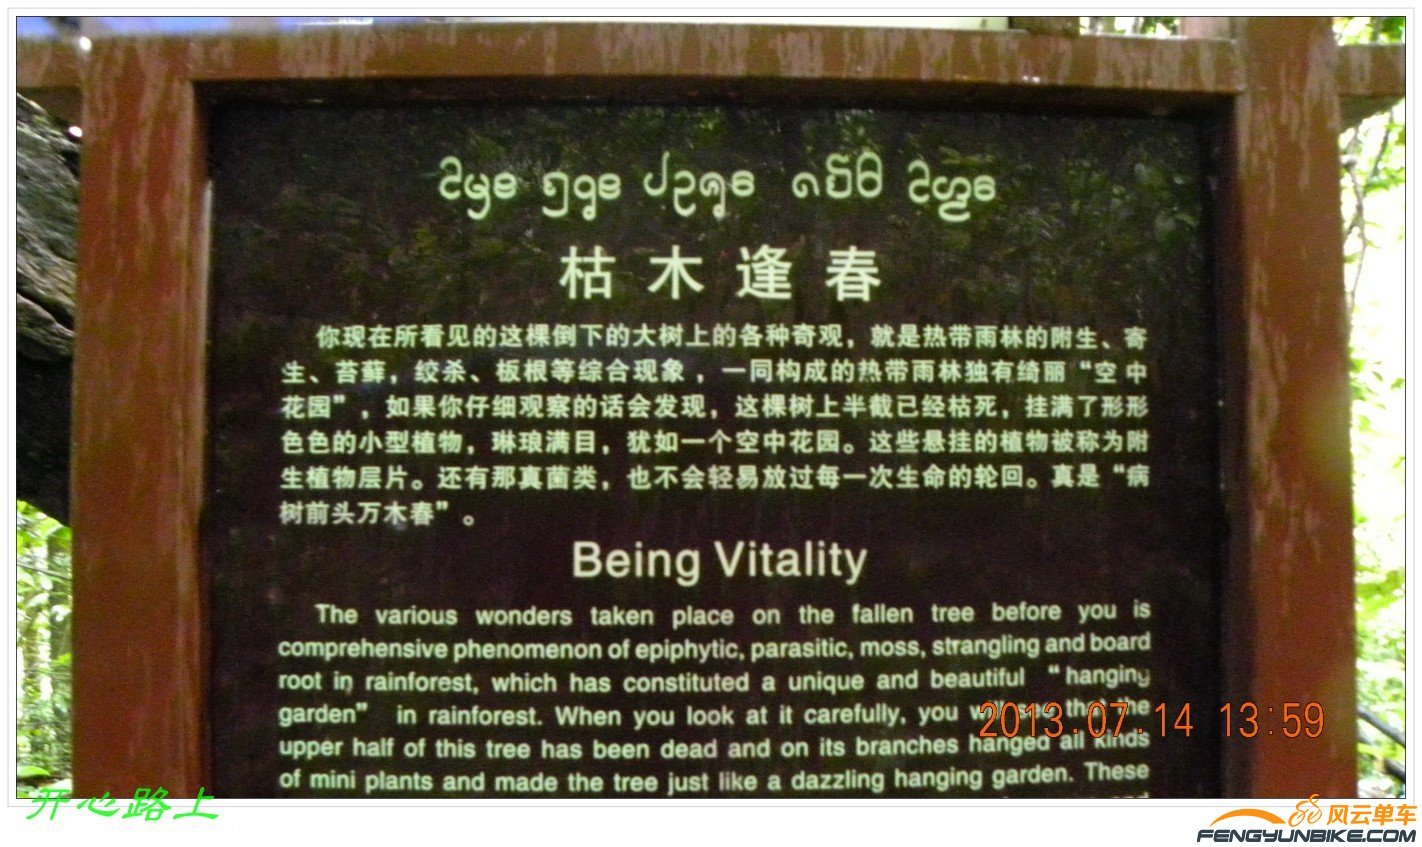 枯木逢春
你现在所看见的这棵倒下的大树上的各种奇观，就是热带雨林的附生、寄
生、苔藓，绞杀、板根等综合现象，一同构成的热带雨林独有绮丽“空中
花园”，如果你仔细观察的话会发现，这棵树上半截已经枯死，挂满了形形
色色的小型植物，琳琅满目，犹如一个空中花园。这些悬挂的植物被称为附
生植物层片。还有那真菌类，也不会轻易放过每一次生命的轮回。真是“病
树前头万木春”。
Being Vitality
The various wonders taken place on the fallen tree before you is
comprehensive phenomenon of epiphytic, parasitic, moss, strangling and board
root in rainforest, which has constituted a unique and beautiful “hanging
garden” in rainforest. When you look at it carefully, you will see that the
upper half of this tree has been dead and on its branches hanged all kinds
of mini plants and made the tree just like a dazzling hanging garden. These
2013.07.14 13:59
开心路上
风云单车
FENGYUNBIKE.COM